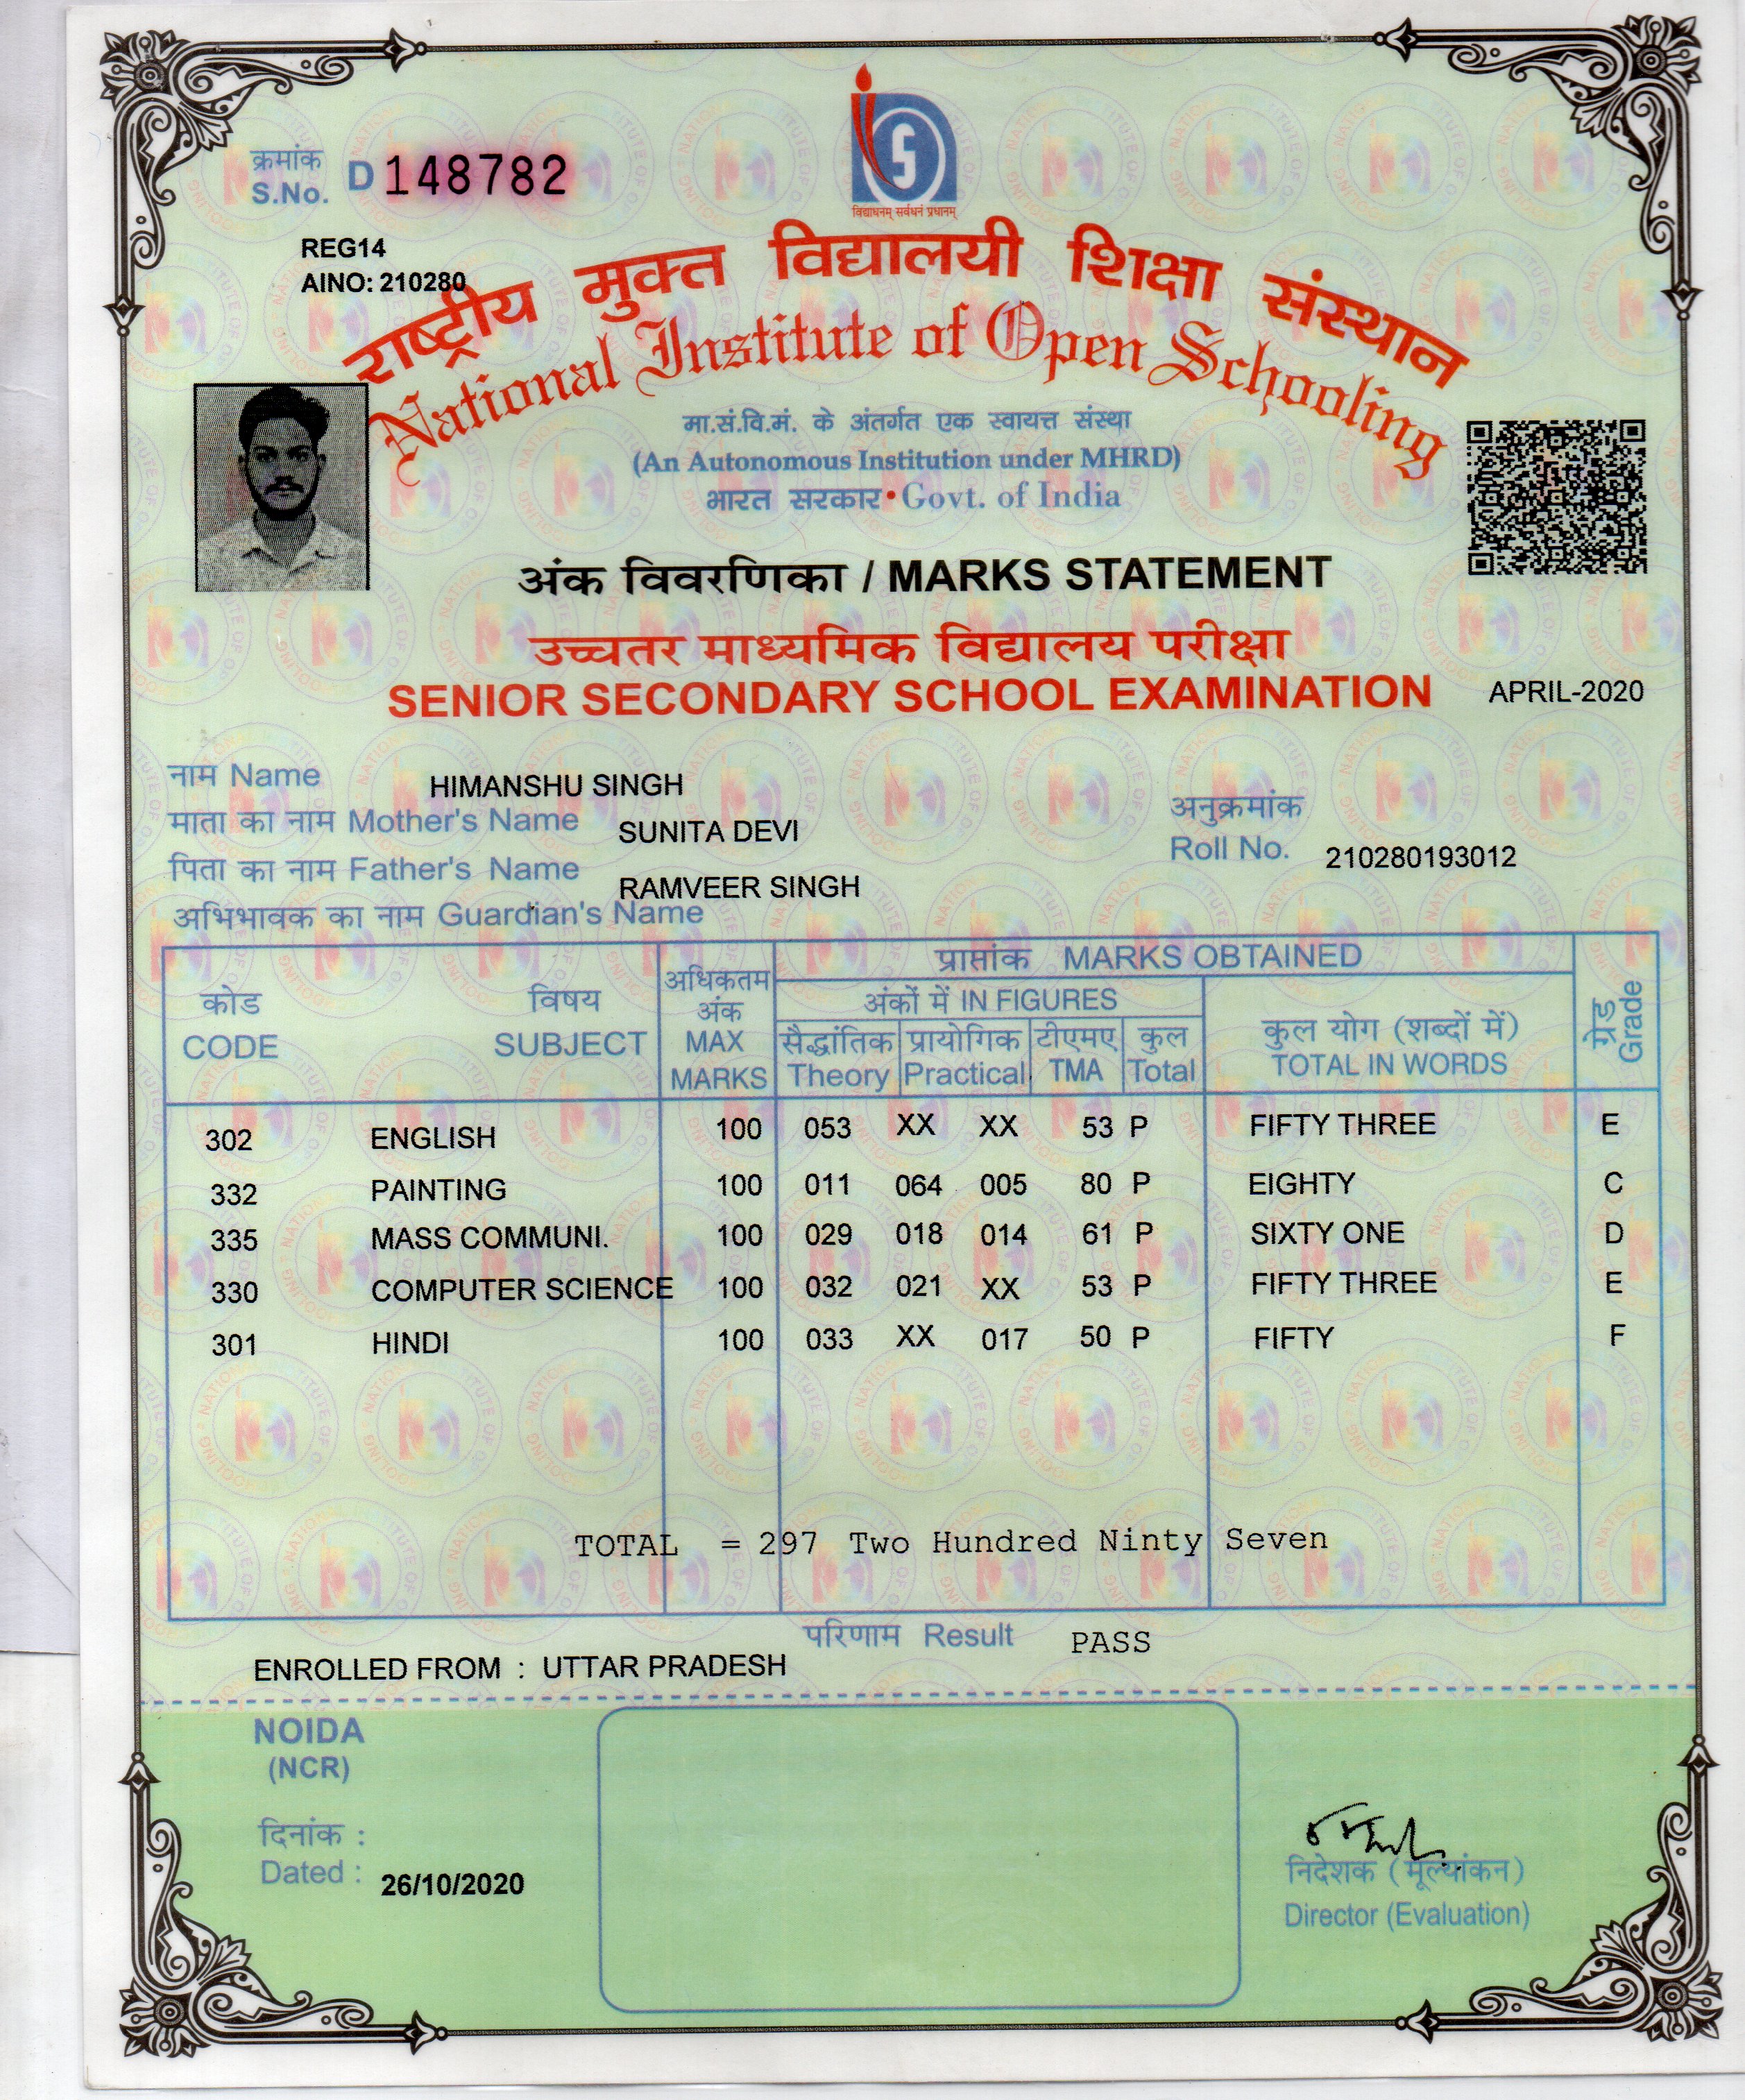 विद्याधनम् सर्वधनं प्रधानम्
क्रमांक
S.No. D 148782
REG14
AINO: 210280
राष्ट्रीय मुक्त विद्यालयी शिक्षा संस्थान
National Institute of Open Schooling
मा.सं.वि.मं. के अंतर्गत एक स्वायत्त संस्था
(An Autonomous Institution under MHRD)
भारत सरकार • Govt. of India
अंक विवरणिका / MARKS STATEMENT
उच्चतर माध्यमिक विद्यालय परीक्षा
SENIOR SECONDARY SCHOOL EXAMINATION APRIL-2020
नाम Name HIMANSHU SINGH
माता का नाम Mother's Name SUNITA DEVI
अनुक्रमांक
Roll No. 210280193012
पिता का नाम Father's Name RAMVEER SINGH
अभिभावक का नाम Guardian's Name
कोड
CODE
विषय
SUBJECT
अधिकतम
अंक
MAX
MARKS
प्राप्तांक MARKS OBTAINED
अंकों में IN FIGURES
सैद्धांतिक प्रायोगिक टीएमए कुल
Theory Practical TMA Total
कुल योग (शब्दों में)
TOTAL IN WORDS
ग्रेड
Grade
302 ENGLISH 100 053 XX XX 53 P FIFTY THREE E
332 PAINTING 100 011 064 005 80 P EIGHTY C
335 MASS COMMUNI. 100 029 018 014 61 P SIXTY ONE D
330 COMPUTER SCIENCE 100 032 021 XX 53 P FIFTY THREE E
301 HINDI 100 033 XX 017 50 P FIFTY F
TOTAL = 297 Two Hundred Ninty Seven
परिणाम Result PASS
ENROLLED FROM : UTTAR PRADESH
NOIDA
(NCR)
दिनांक :
Dated : 26/10/2020
निदेशक (मूल्यांकन)
Director (Evaluation)